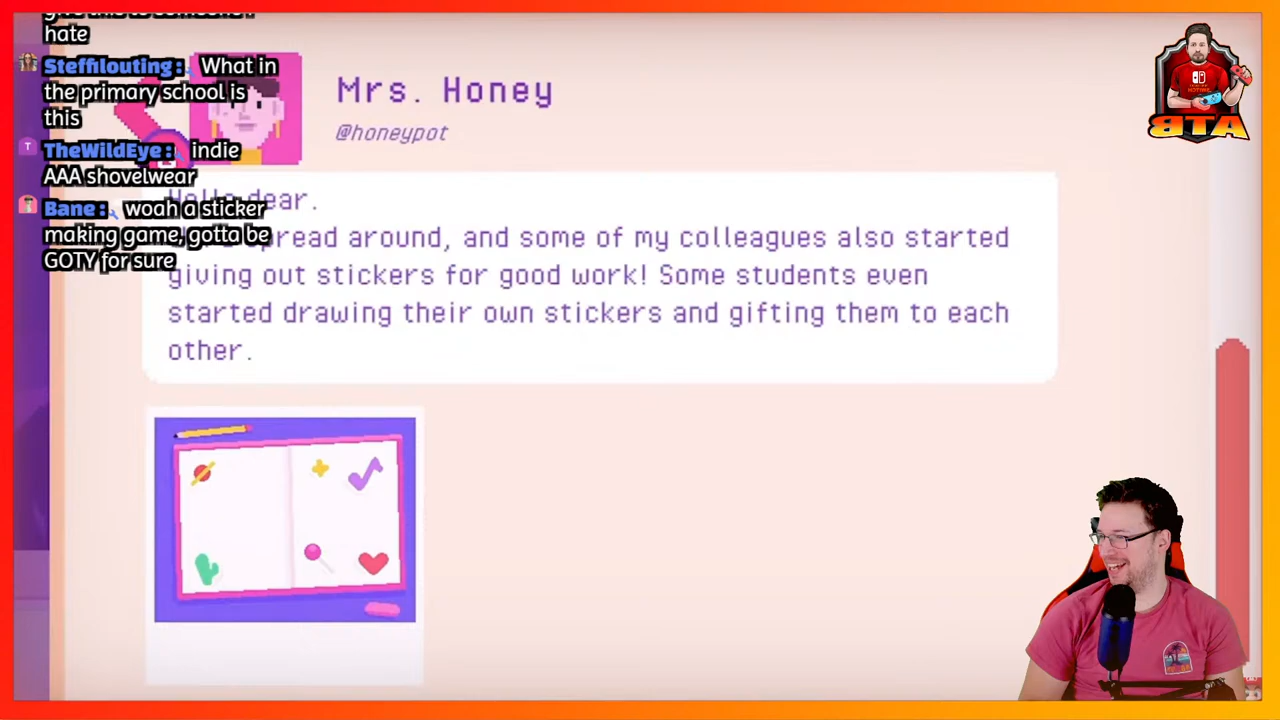 hate
Steffilouting : What in
the primary school is
this
TheWildEye : indie
AAA shovelwear
Bane : woah a sticker
making game, gotta be
GOTY for sure
Mrs. Honey
@honeypot
dear.
spread around, and some of my colleagues also started
giving out stickers for good work! Some students even
started drawing their own stickers and gifting them to each
other.
BTA